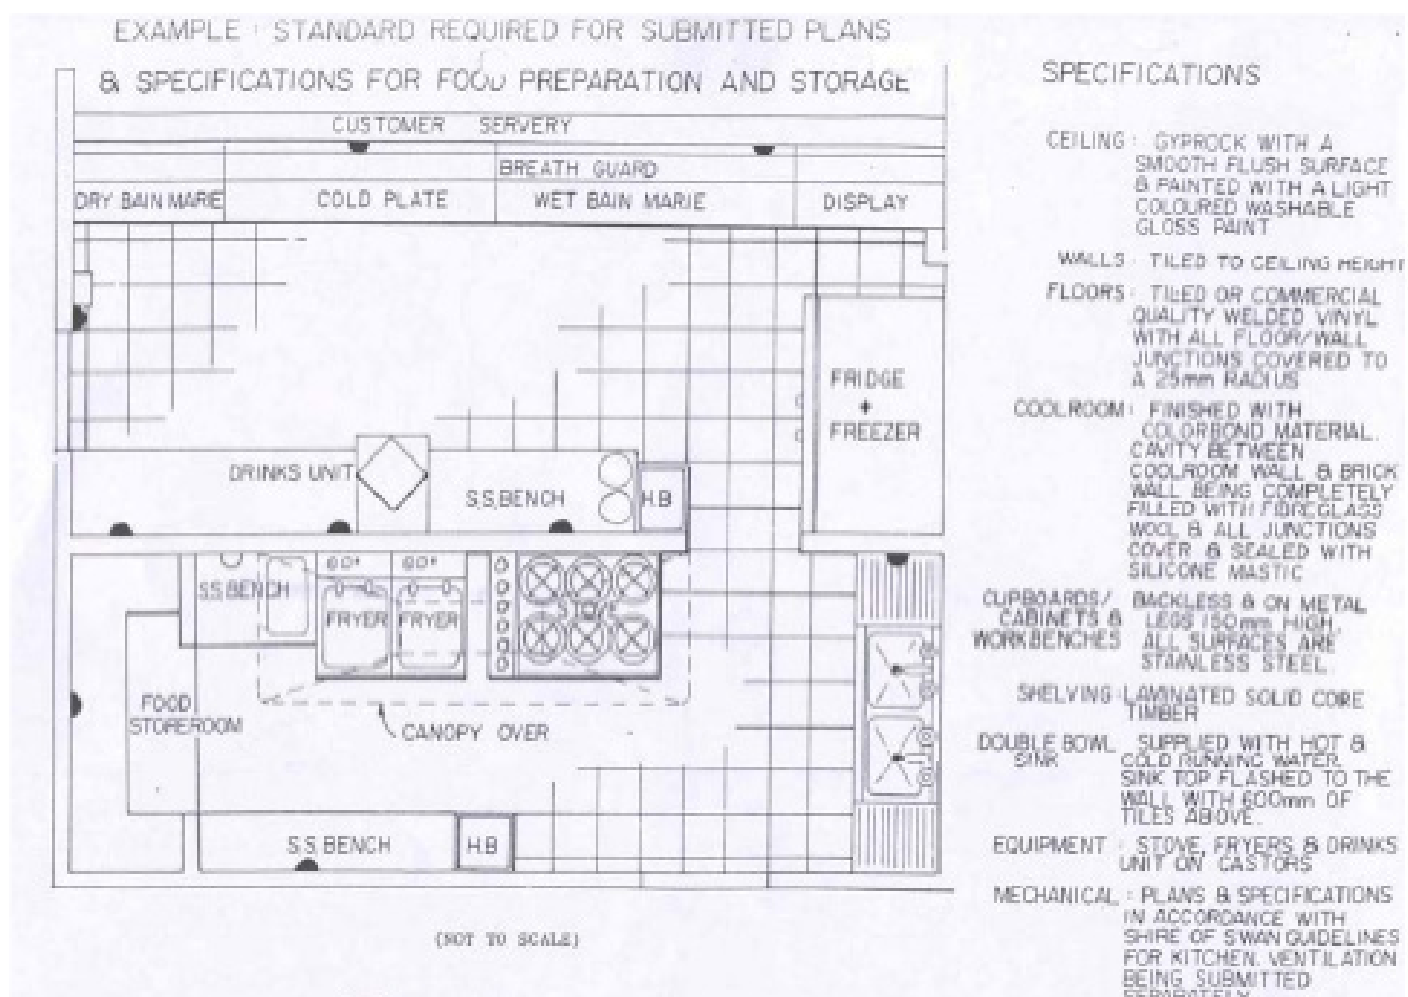 EXAMPLE : STANDARD REQUIRED FOR SUBMITTED PLANS
& SPECIFICATIONS FOR FOOD PREPARATION AND STORAGE
CUSTOMER SERVERY
BREATH GUARD
DRY BAIN MARIE
COLD PLATE
WET BAIN MARIE
DISPLAY
FRIDGE
+
FREEZER
DRINKS UNIT
S.S.BENCH
H.B
S.S.BENCH
FRYER
FRYER
STOVE
FOOD
STOREROOM
CANOPY OVER
S.S.BENCH
H.B
(NOT TO SCALE)
SPECIFICATIONS
CEILING : GYPROCK WITH A
SMOOTH FLUSH SURFACE
& PAINTED WITH A LIGHT
COLOURED WASHABLE
GLOSS PAINT
WALLS : TILED TO CEILING HEIGHT
FLOORS : TILED OR COMMERCIAL
QUALITY WELDED VINYL
WITH ALL FLOOR/WALL
JUNCTIONS COVERED TO
A 25mm RADIUS
COOLROOM : FINISHED WITH
COLORBOND MATERIAL.
CAVITY BETWEEN
COOLROOM WALL & BRICK
WALL BEING COMPLETELY
FILLED WITH FIBREGLASS
WOOL & ALL JUNCTIONS
COVER & SEALED WITH
SILICONE MASTIC
CUPBOARDS/ BACKLESS & ON METAL
CABINETS & LEGS 150mm HIGH.
WORKBENCHES ALL SURFACES ARE
STAINLESS STEEL.
SHELVING : LAMINATED SOLID CORE
TIMBER
DOUBLE BOWL SUPPLIED WITH HOT &
SINK COLD RUNNING WATER.
SINK TOP FLASHED TO THE
WALL WITH 600mm OF
TILES ABOVE.
EQUIPMENT : STOVE, FRYERS & DRINKS
UNIT ON CASTORS
MECHANICAL : PLANS & SPECIFICATIONS
IN ACCORDANCE WITH
SHIRE OF SWAN GUIDELINES
FOR KITCHEN. VENTILATION
BEING SUBMITTED
SEPARATELY